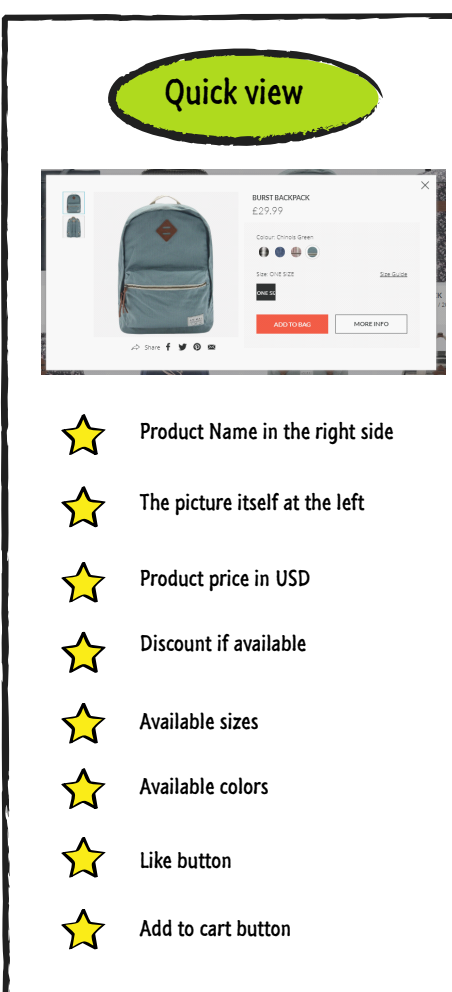 Quick view
BURST BACKPACK
£29.99
Colour: Chinois Green
Size: ONE SIZE
Size Guide
ONE SI
ADD TO BAG
MORE INFO
Share
Product Name in the right side
The picture itself at the left
Product price in USD
Discount if available
Available sizes
Available colors
Like button
Add to cart button